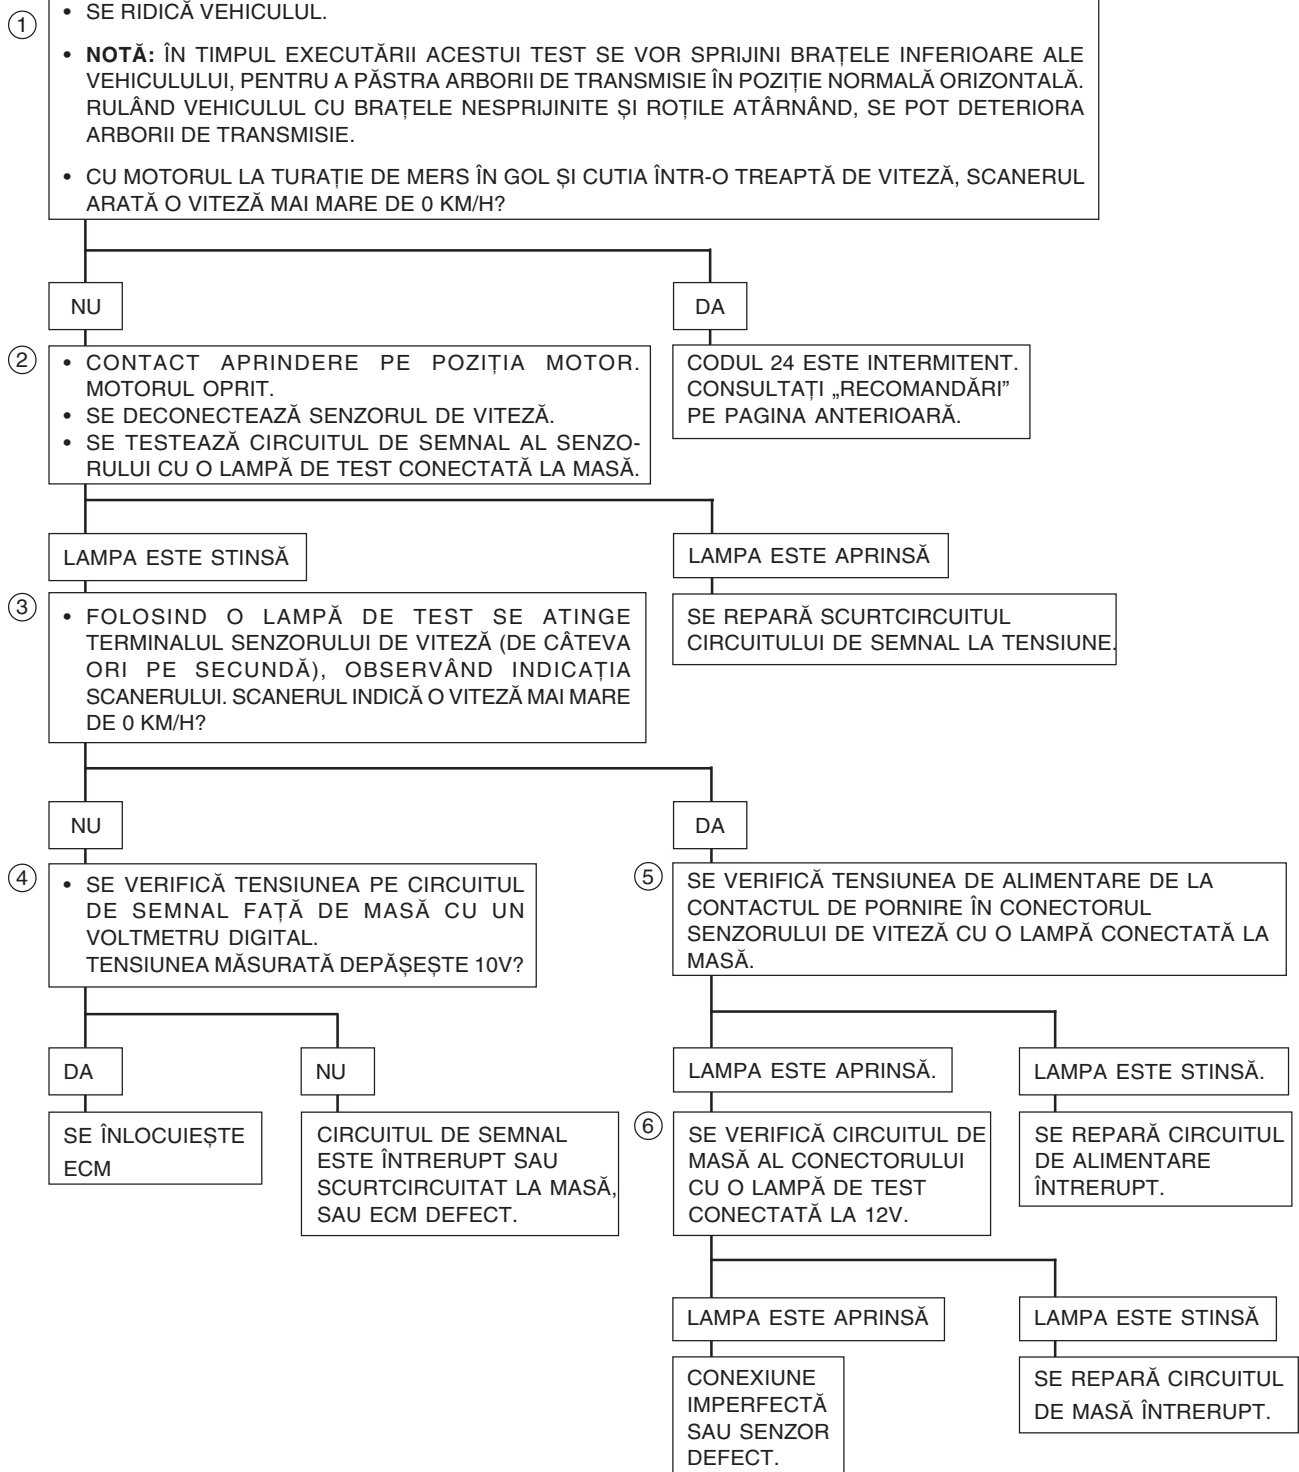 ① • SE RIDICĂ VEHICULUL.
• NOTĂ: ÎN TIMPUL EXECUTĂRII ACESTUI TEST SE VOR SPRIJINI BRAȚELE INFERIOARE ALE
VEHICULULUI, PENTRU A PĂSTRA ARBORII DE TRANSMISIE ÎN POZIȚIE NORMALĂ ORIZONTALĂ.
RULÂND VEHICULUL CU BRAȚELE NESPRIJINITE ȘI ROȚILE ATÂRNÂND, SE POT DETERIORA
ARBORII DE TRANSMISIE.
• CU MOTORUL LA TURAȚIE DE MERS ÎN GOL ȘI CUTIA ÎNTR-O TREAPTĂ DE VITEZĂ, SCANERUL
ARATĂ O VITEZĂ MAI MARE DE 0 KM/H?
NU
DA
② • CONTACT APRINDERE PE POZIȚIA MOTOR.
MOTORUL OPRIT.
• SE DECONECTEAZĂ SENZORUL DE VITEZĂ.
• SE TESTEAZĂ CIRCUITUL DE SEMNAL AL SENZO-
RULUI CU O LAMPĂ DE TEST CONECTATĂ LA MASĂ.
CODUL 24 ESTE INTERMITENT.
CONSULTAȚI „RECOMANDĂRI”
PE PAGINA ANTERIOARĂ.
LAMPA ESTE STINSĂ
LAMPA ESTE APRINSĂ
③ • FOLOSIND O LAMPĂ DE TEST SE ATINGE
TERMINALUL SENZORULUI DE VITEZĂ (DE CÂTEVA
ORI PE SECUNDĂ), OBSERVÂND INDICAȚIA
SCANERULUI. SCANERUL INDICĂ O VITEZĂ MAI MARE
DE 0 KM/H?
SE REPARĂ SCURTCIRCUITUL
CIRCUITULUI DE SEMNAL LA TENSIUNE.
NU
DA
④ • SE VERIFICĂ TENSIUNEA PE CIRCUITUL
DE SEMNAL FAȚĂ DE MASĂ CU UN
VOLTMETRU DIGITAL.
TENSIUNEA MĂSURATĂ DEPĂȘEȘTE 10V?
⑤ SE VERIFICĂ TENSIUNEA DE ALIMENTARE DE LA
CONTACTUL DE PORNIRE ÎN CONECTORUL
SENZORULUI DE VITEZĂ CU O LAMPĂ CONECTATĂ LA
MASĂ.
DA
NU
LAMPA ESTE APRINSĂ.
LAMPA ESTE STINSĂ.
SE ÎNLOCUIEȘTE
ECM
CIRCUITUL DE SEMNAL
ESTE ÎNTRERUPT SAU
SCURTCIRCUITAT LA MASĂ,
SAU ECM DEFECT.
⑥ SE VERIFICĂ CIRCUITUL DE
MASĂ AL CONECTORULUI
CU O LAMPĂ DE TEST
CONECTATĂ LA 12V.
SE REPARĂ CIRCUITUL
DE ALIMENTARE
ÎNTRERUPT.
LAMPA ESTE APRINSĂ
LAMPA ESTE STINSĂ
CONEXIUNE
IMPERFECTĂ
SAU SENZOR
DEFECT.
SE REPARĂ CIRCUITUL
DE MASĂ ÎNTRERUPT.